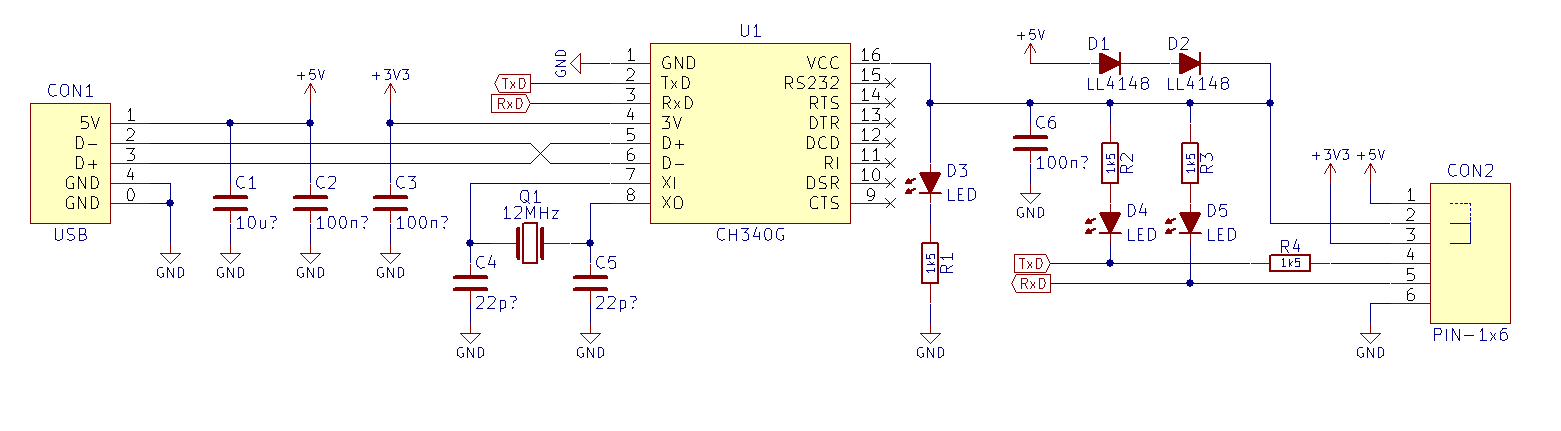 CON1
5V 1
D- 2
D+ 3
GND 4
GND 0
USB
GND
+5V
+3V3
C1
10u?
GND
C2
100n?
GND
C3
100n?
GND
TxD
RxD
GND
Q1
12MHz
C4
22p?
GND
C5
22p?
GND
U1
1 GND VCC 16
2 TxD RS232 15
3 RxD RTS 14
4 3V DTR 13
5 D+ DCD 12
6 D- RI 11
7 XI DSR 10
8 XO CTS 9
CH340G
D3
LED
1k5
R1
GND
+5V
D1
LL4148
D2
LL4148
C6
100n?
GND
1k5
R2
1k5
R3
D4
LED
D5
LED
TxD
RxD
R4
1k5
+3V3
+5V
CON2
1
2
3
4
5
6
PIN-1x6
GND